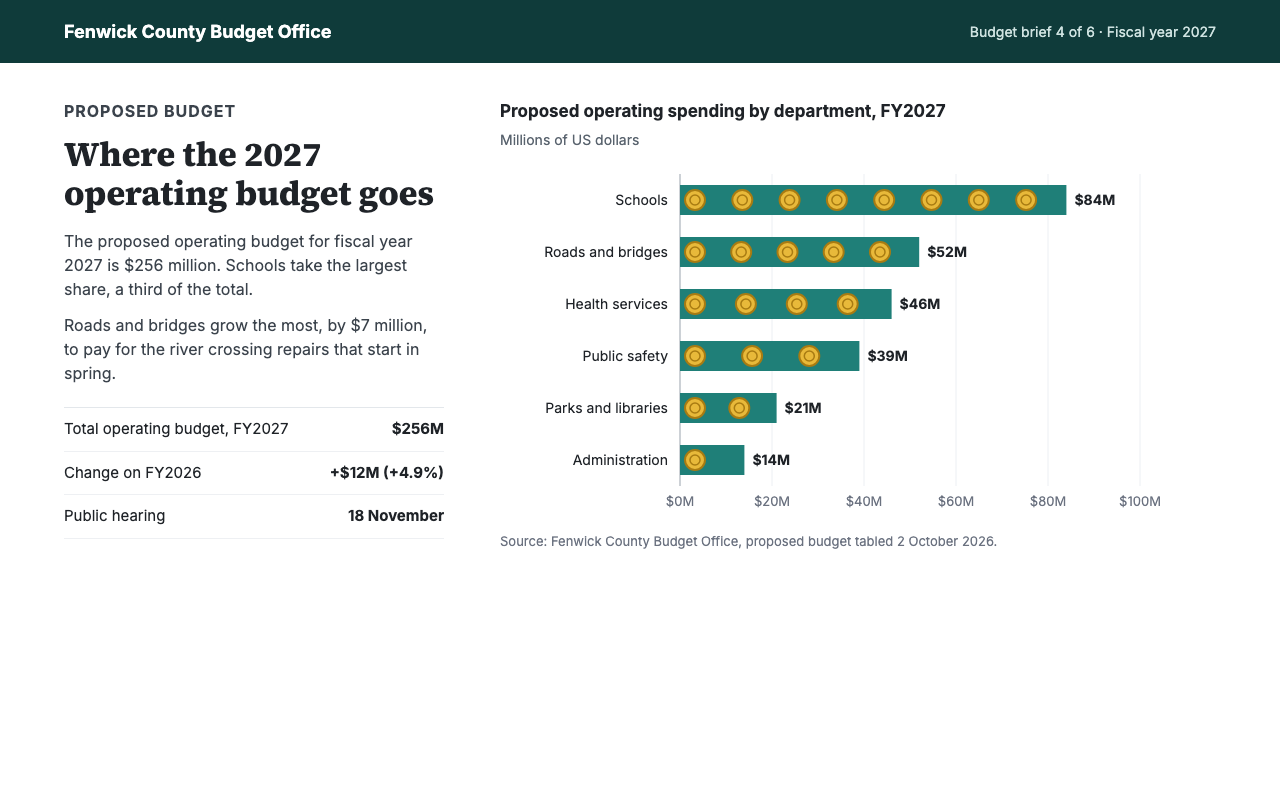 Fenwick County Budget Office
Budget brief 4 of 6 · Fiscal year 2027
PROPOSED BUDGET
Where the 2027
operating budget goes
The proposed operating budget for fiscal year
2027 is $256 million. Schools take the largest
share, a third of the total.
Roads and bridges grow the most, by $7 million,
to pay for the river crossing repairs that start in
spring.
Total operating budget, FY2027 $256M
Change on FY2026 +$12M (+4.9%)
Public hearing 18 November
Proposed operating spending by department, FY2027
Millions of US dollars
Schools $84M
Roads and bridges $52M
Health services $46M
Public safety $39M
Parks and libraries $21M
Administration $14M
$0M $20M $40M $60M $80M $100M
Source: Fenwick County Budget Office, proposed budget tabled 2 October 2026.